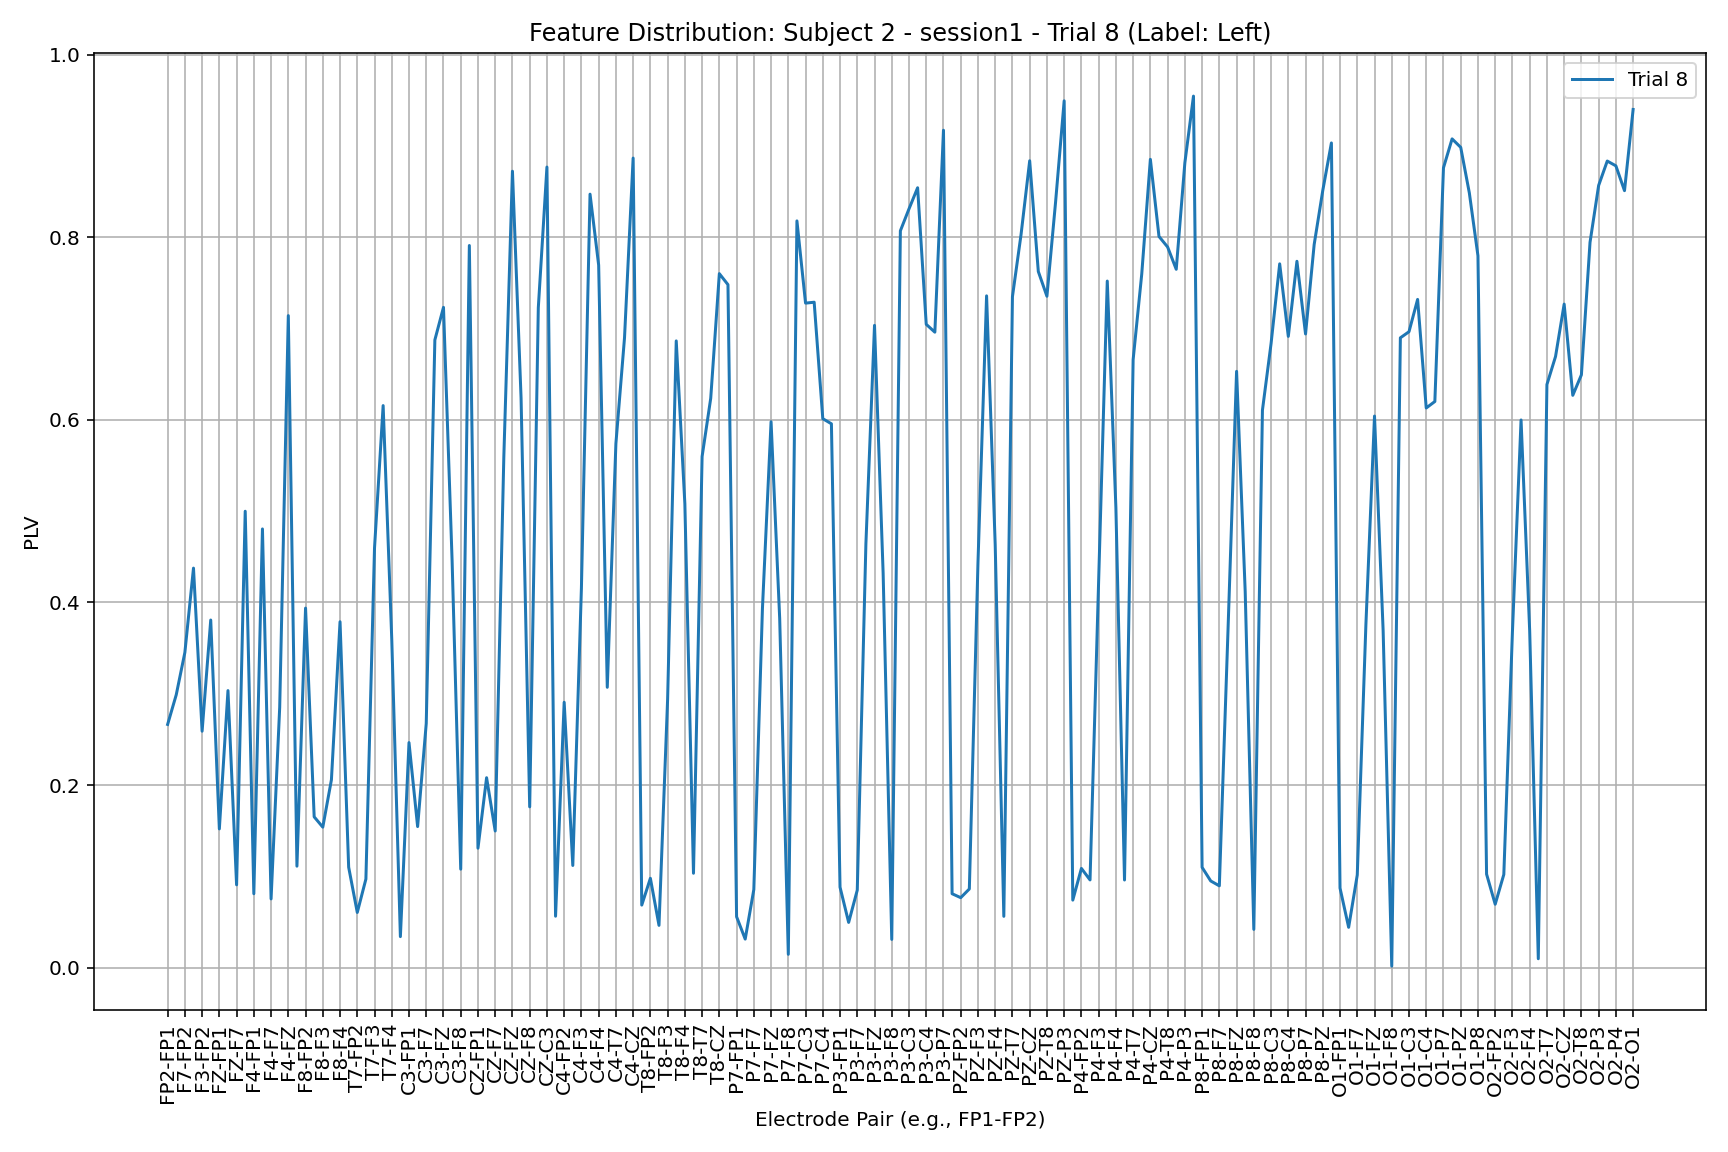 Feature Distribution: Subject 2 - session1 - Trial 8 (Label: Left)
Trial 8
1.0
0.8
0.6
0.4
0.2
0.0
PLV
FP2-FP1
F7-FP2
F3-FP2
FZ-FP1
FZ-F7
F4-FP1
F4-F7
F4-FZ
F8-FP2
F8-F3
F8-F4
T7-FP2
T7-F3
T7-F4
C3-FP1
C3-F7
C3-FZ
C3-F8
CZ-FP1
CZ-F7
CZ-FZ
CZ-F8
CZ-C3
C4-FP2
C4-F3
C4-F4
C4-T7
C4-CZ
T8-FP2
T8-F3
T8-F4
T8-T7
T8-CZ
P7-FP1
P7-F7
P7-FZ
P7-F8
P7-C3
P7-C4
P3-FP1
P3-F7
P3-FZ
P3-F8
P3-C3
P3-C4
P3-P7
PZ-FP2
PZ-F3
PZ-F4
PZ-T7
PZ-CZ
PZ-T8
PZ-P3
P4-FP2
P4-F3
P4-F4
P4-T7
P4-CZ
P4-T8
P4-P3
P8-FP1
P8-F7
P8-FZ
P8-F8
P8-C3
P8-C4
P8-P7
P8-PZ
O1-FP1
O1-F7
O1-FZ
O1-F8
O1-C3
O1-C4
O1-P7
O1-PZ
O1-P8
O2-FP2
O2-F3
O2-F4
O2-T7
O2-CZ
O2-T8
O2-P3
O2-P4
O2-O1
Electrode Pair (e.g., FP1-FP2)